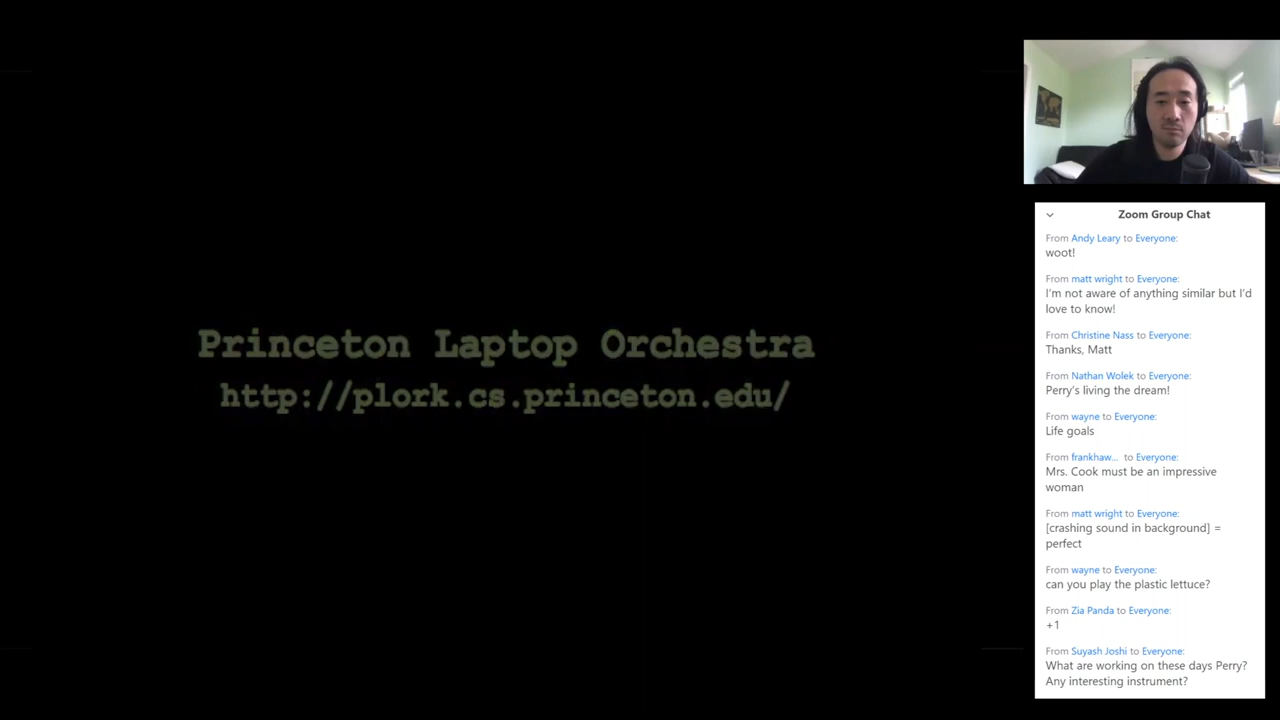 Princeton Laptop Orchestra
http://plork.cs.princeton.edu/
Zoom Group Chat
From Andy Leary to Everyone:
woot!
From matt wright to Everyone:
I'm not aware of anything similar but I'd
love to know!
From Christine Nass to Everyone:
Thanks, Matt
From Nathan Wolek to Everyone:
Perry's living the dream!
From wayne to Everyone:
Life goals
From frankhaw... to Everyone:
Mrs. Cook must be an impressive
woman
From matt wright to Everyone:
[crashing sound in background] =
perfect
From wayne to Everyone:
can you play the plastic lettuce?
From Zia Panda to Everyone:
+1
From Suyash Joshi to Everyone:
What are working on these days Perry?
Any interesting instrument?